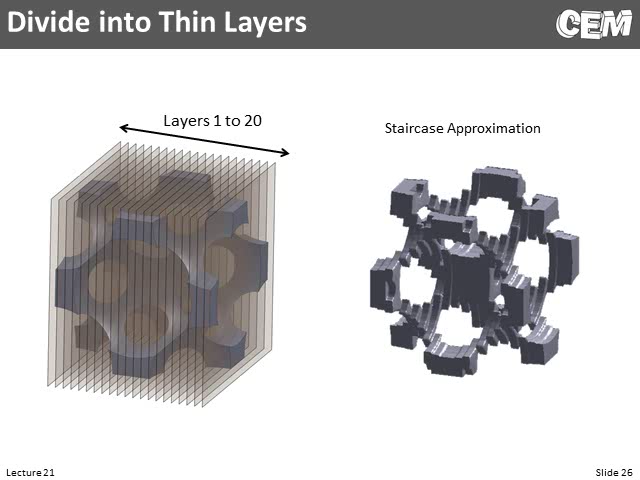 Divide into Thin Layers
CEM
Layers 1 to 20
Staircase Approximation
Lecture 21
Slide 26